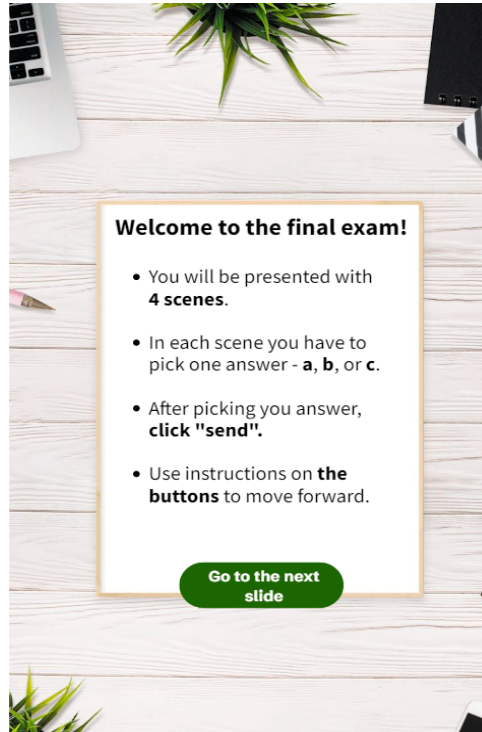 Welcome to the final exam!
• You will be presented with
4 scenes.
• In each scene you have to
pick one answer - a, b, or c.
• After picking you answer,
click "send".
• Use instructions on the
buttons to move forward.
Go to the next
slide